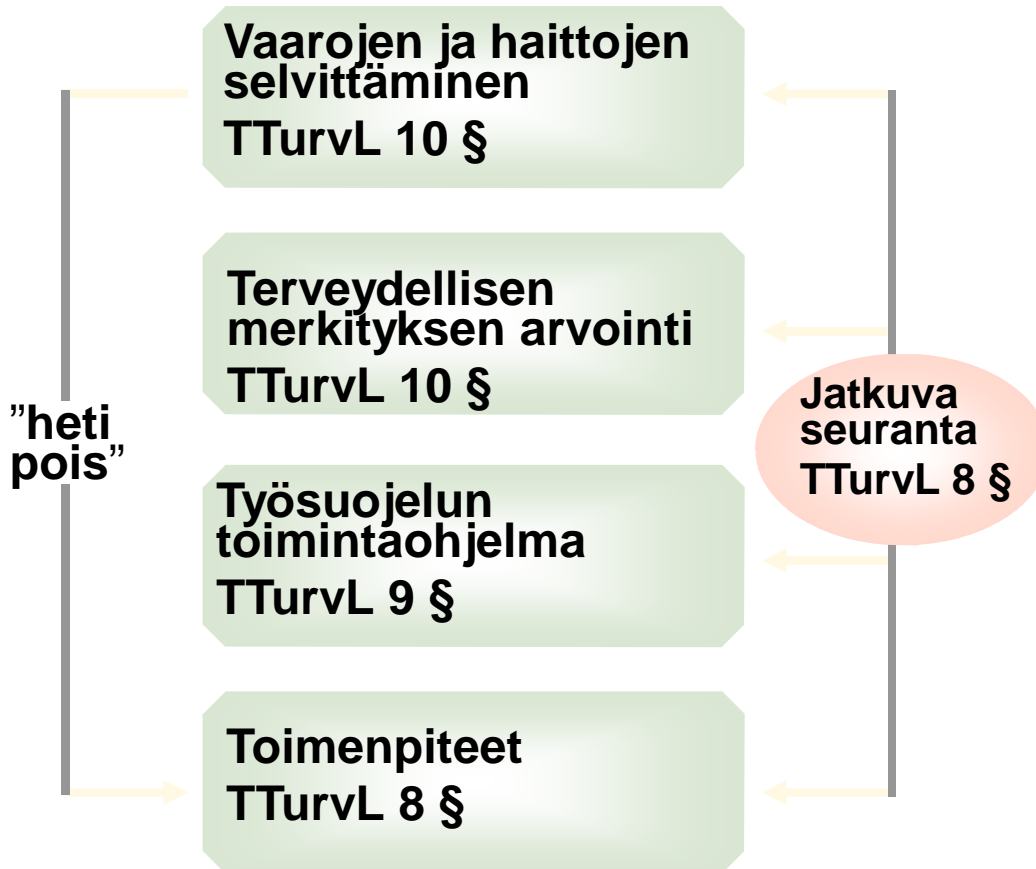 Vaarojen ja haittojen
selvittäminen
TTurvL 10 §
Terveydellisen
merkityksen arvointi
TTurvL 10 §
”heti
pois”
Jatkuva
seuranta
TTurvL 8 §
Työsuojelun
toimintaohjelma
TTurvL 9 §
Toimenpiteet
TTurvL 8 §